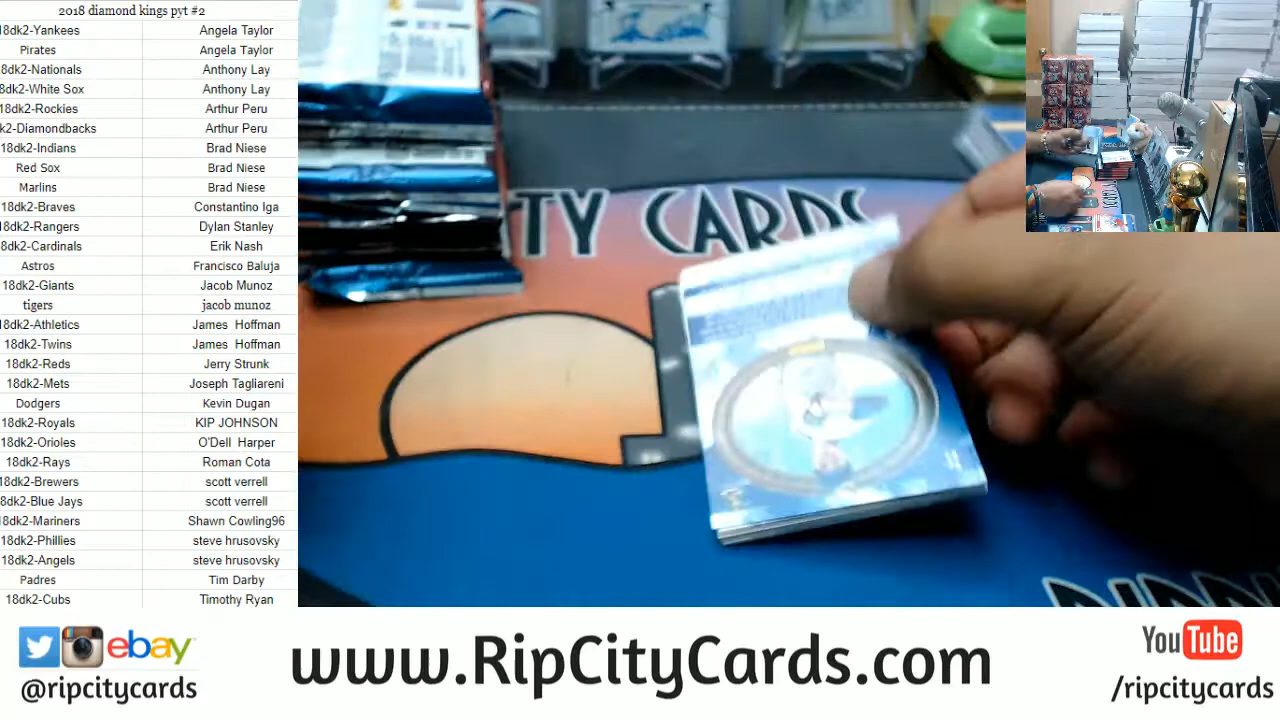 2018 diamond kings pyt #2
18dk2-Yankees Angela Taylor
Pirates Angela Taylor
18dk2-Nationals Anthony Lay
18dk2-White Sox Anthony Lay
18dk2-Rockies Arthur Peru
k2-Diamondbacks Arthur Peru
18dk2-Indians Brad Niese
Red Sox Brad Niese
Marlins Brad Niese
18dk2-Braves Constantino Iga
18dk2-Rangers Dylan Stanley
8dk2-Cardinals Erik Nash
Astros Francisco Baluja
18dk2-Giants Jacob Munoz
tigers jacob munoz
18dk2-Athletics James Hoffman
18dk2-Twins James Hoffman
18dk2-Reds Jerry Strunk
18dk2-Mets Joseph Tagliareni
Dodgers Kevin Dugan
18dk2-Royals KIP JOHNSON
18dk2-Orioles O'Dell Harper
18dk2-Rays Roman Cota
18dk2-Brewers scott verrell
18dk2-Blue Jays scott verrell
8dk2-Mariners Shawn Cowling96
18dk2-Phillies steve hrusovsky
18dk2-Angels steve hrusovsky
Padres Tim Darby
18dk2-Cubs Timothy Ryan
TY CARDS
ebay
@ripcitycards
www.RipCityCards.com
YouTube
/ripcitycards